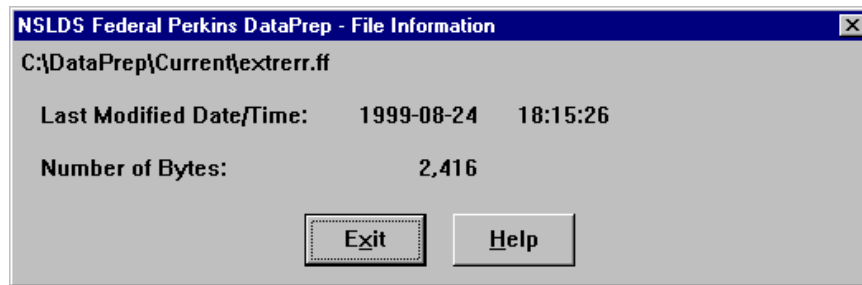 NSLDS Federal Perkins DataPrep - File Information
C:\DataPrep\Current\extrerr.ff
Last Modified Date/Time: 1999-08-24 18:15:26
Number of Bytes: 2,416
Exit Help